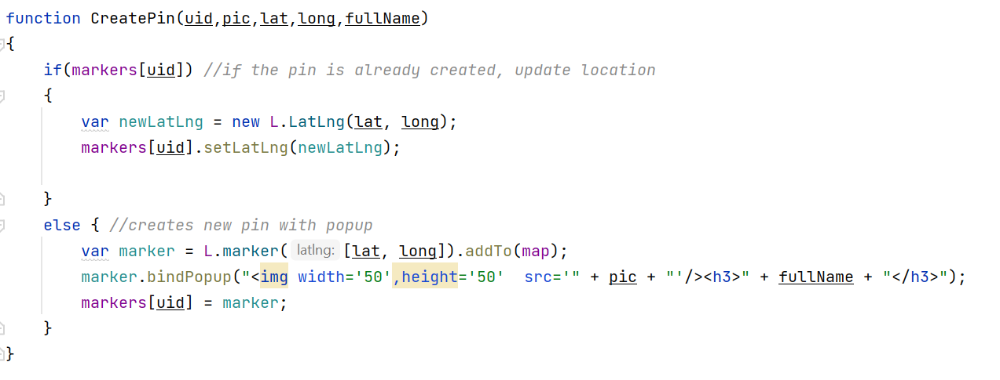 function CreatePin(uid,pic,lat,long,fullName)
{
    if(markers[uid]) //if the pin is already created, update location
    {
        var newLatLng = new L.LatLng(lat, long);
        markers[uid].setLatLng(newLatLng);
    }
    else { //creates new pin with popup
        var marker = L.marker( latlng: [lat, long]).addTo(map);
        marker.bindPopup("<img width='50',height='50'  src='" + pic + "'/><h3>" + fullName + "</h3>");
        markers[uid] = marker;
    }
}